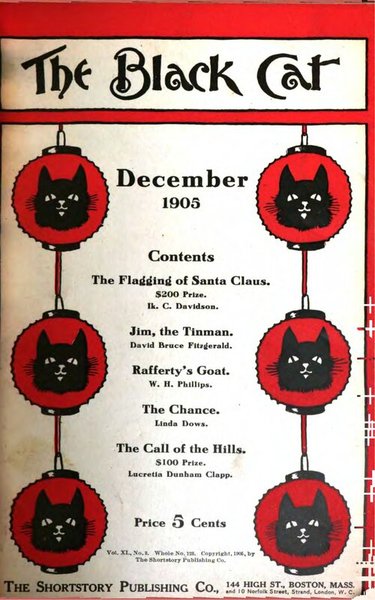 The Black Cat
December
1905
Contents
The Flagging of Santa Claus.
$200 Prize.
Ik. C. Davidson.
Jim, the Tinman.
David Bruce Fitzgerald.
Rafferty's Goat.
W. H. Phillips.
The Chance.
Linda Dows.
The Call of the Hills.
$100 Prize.
Lucretia Dunham Clapp.
Price 5 Cents
Vol. XI., No. 3. Whole No. 123. Copyright, 1905, by
The Shortstory Publishing Co.
THE SHORTSTORY PUBLISHING CO., 144 HIGH ST., BOSTON, MASS.
and 10 Norfolk Street, Strand, London, W. C.